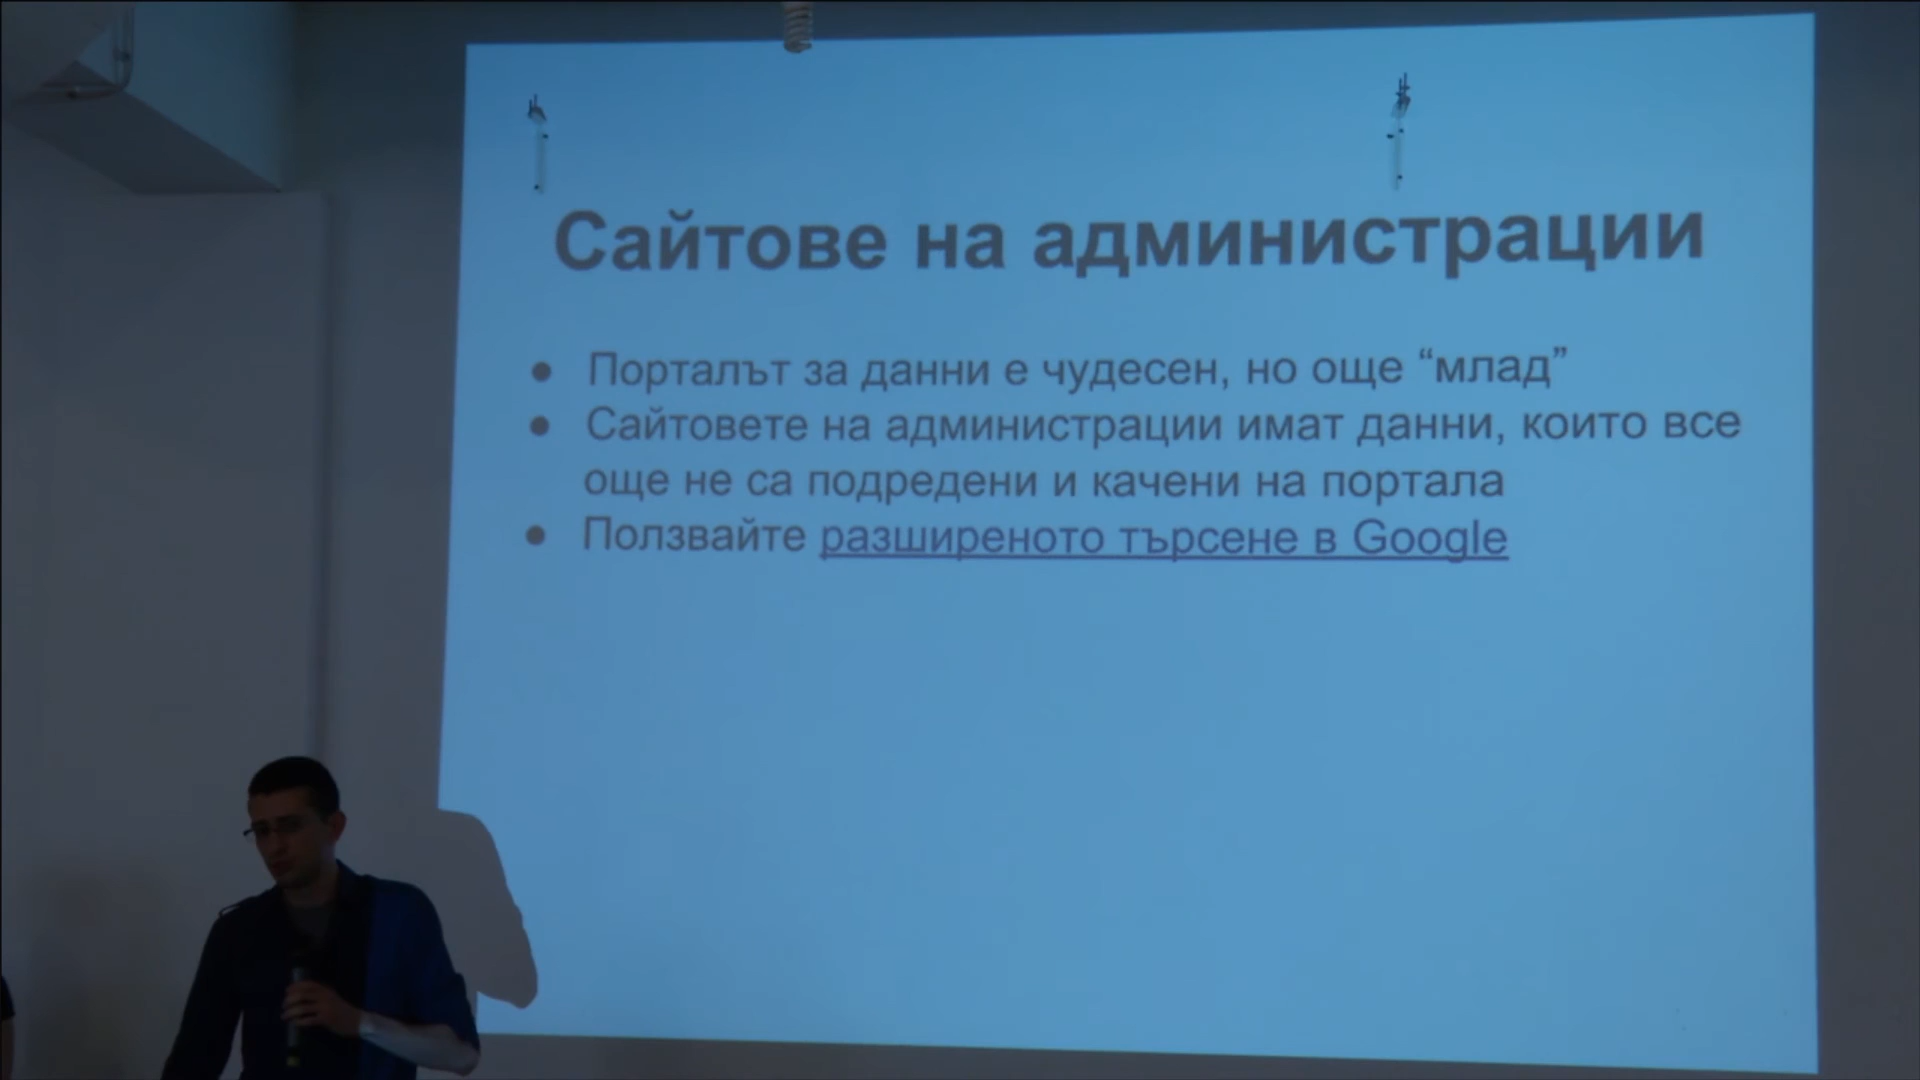 Сайтове на администрации
● Порталът за данни е чудесен, но още “млад”
● Сайтовете на администрации имат данни, които все
още не са подредени и качени на портала
● Ползвайте разширеното търсене в Google